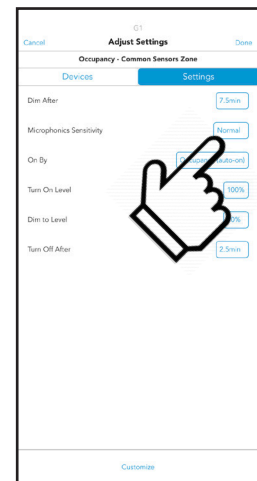 G1
Cancel Adjust Settings Done
Occupancy - Common Sensors Zone
Devices Settings
Dim After 7.5min
Microphonics Sensitivity Normal
On By (auto-on)
Turn On Level 100%
Dim to Level
Turn Off After 2.5min
Customize